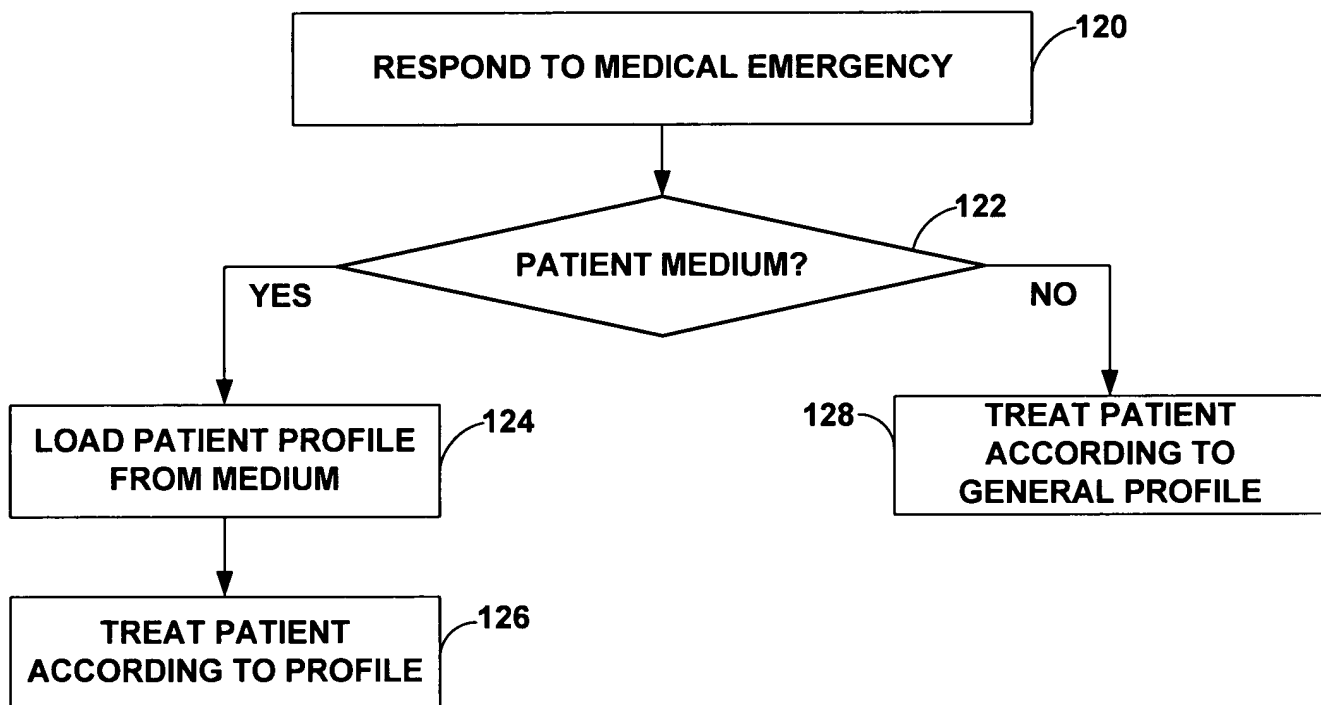 120
RESPOND TO MEDICAL EMERGENCY
122
PATIENT MEDIUM?
YES
NO
124
LOAD PATIENT PROFILE
FROM MEDIUM
128
TREAT PATIENT
ACCORDING TO
GENERAL PROFILE
126
TREAT PATIENT
ACCORDING TO PROFILE